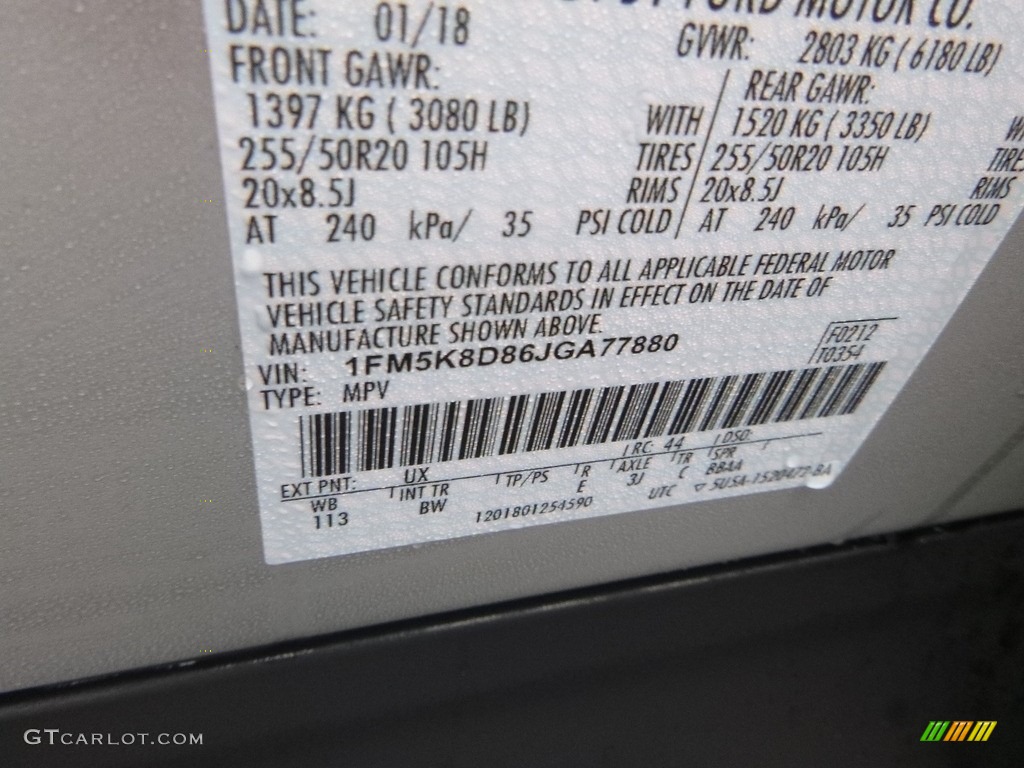 FORD MOTOR CO.
DATE: 01/18 GVWR: 2803 KG ( 6180 LB)
FRONT GAWR: REAR GAWR:
1397 KG ( 3080 LB) WITH 1520 KG ( 3350 LB)
255/50R20 105H TIRES 255/50R20 105H
20x8.5J RIMS 20x8.5J RIMS
AT 240 kPa/ 35 PSI COLD AT 240 kPa/ 35 PSI COLD
THIS VEHICLE CONFORMS TO ALL APPLICABLE FEDERAL MOTOR
VEHICLE SAFETY STANDARDS IN EFFECT ON THE DATE OF
MANUFACTURE SHOWN ABOVE.
VIN: 1FM5K8D86JGA77880 F0212
TYPE: MPV T0354
EXT PNT: UX RC: 44 DSO:
WB INT TR TP/PS R AXLE TR SPR
113 BW E 3J C BBAA
1201801254590 UTC ▽ 5U5A-1520472-BA
GTCARLOT.COM